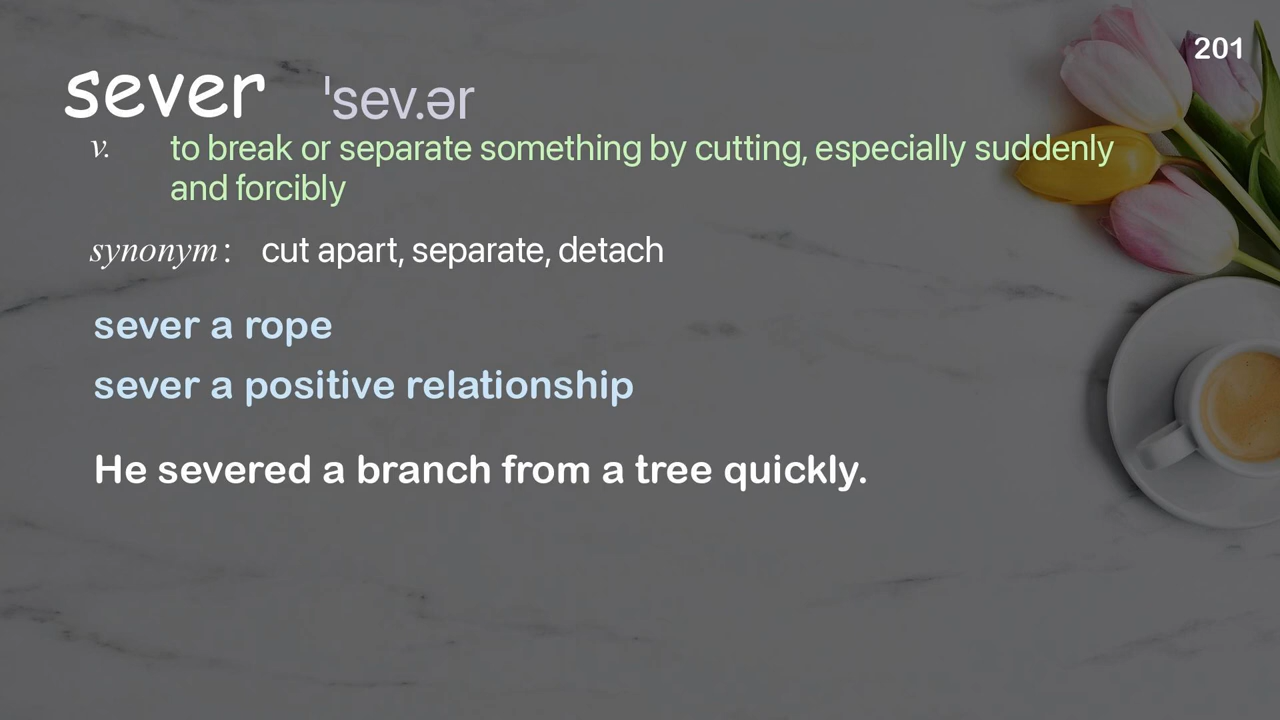 201
sever ˈsev.ər
v. to break or separate something by cutting, especially suddenly
and forcibly
synonym: cut apart, separate, detach
sever a rope
sever a positive relationship
He severed a branch from a tree quickly.